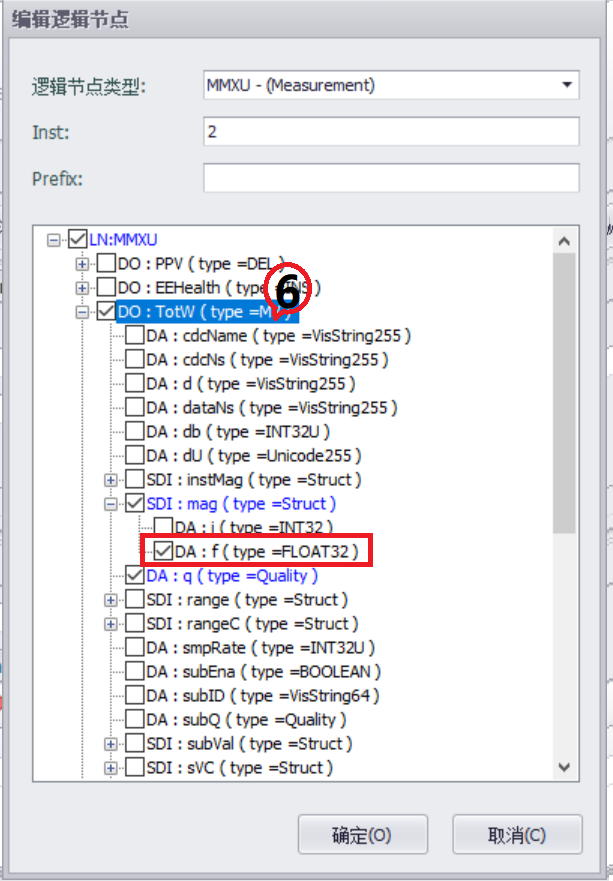 编辑逻辑节点
逻辑节点类型: MMXU - (Measurement)
Inst: 2
Prefix:
LN:MMXU
DO : PPV ( type =DEL )
DO : EEHealth ( type =INS )
6
DO : TotW ( type =M
DA : cdcName ( type =VisString255 )
DA : cdcNs ( type =VisString255 )
DA : d ( type =VisString255 )
DA : dataNs ( type =VisString255 )
DA : db ( type =INT32U )
DA : dU ( type =Unicode255 )
SDI : instMag ( type =Struct )
SDI : mag ( type =Struct )
DA : i ( type =INT32 )
DA : f ( type =FLOAT32 )
DA : q ( type =Quality )
SDI : range ( type =Struct )
SDI : rangeC ( type =Struct )
DA : smpRate ( type =INT32U )
DA : subEna ( type =BOOLEAN )
DA : subID ( type =VisString64 )
DA : subQ ( type =Quality )
SDI : subVal ( type =Struct )
SDI : sVC ( type =Struct )
确定(O) 取消(C)